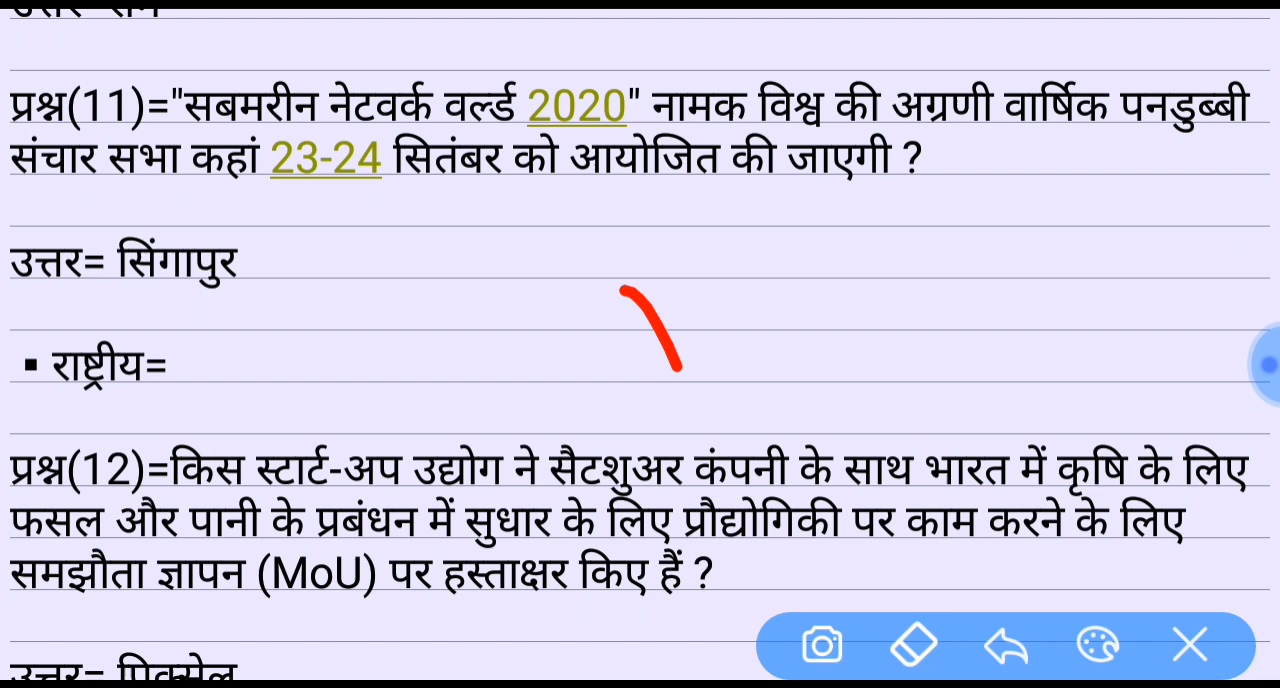 प्रश्न(11)="सबमरीन नेटवर्क वर्ल्ड 2020" नामक विश्व की अग्रणी वार्षिक पनडुब्बी
संचार सभा कहां 23-24 सितंबर को आयोजित की जाएगी ?
उत्तर= सिंगापुर
▪ राष्ट्रीय=
प्रश्न(12)=किस स्टार्ट-अप उद्योग ने सैटशुअर कंपनी के साथ भारत में कृषि के लिए
फसल और पानी के प्रबंधन में सुधार के लिए प्रौद्योगिकी पर काम करने के लिए
समझौता ज्ञापन (MoU) पर हस्ताक्षर किए हैं ?
उत्तर= पिक्सेल